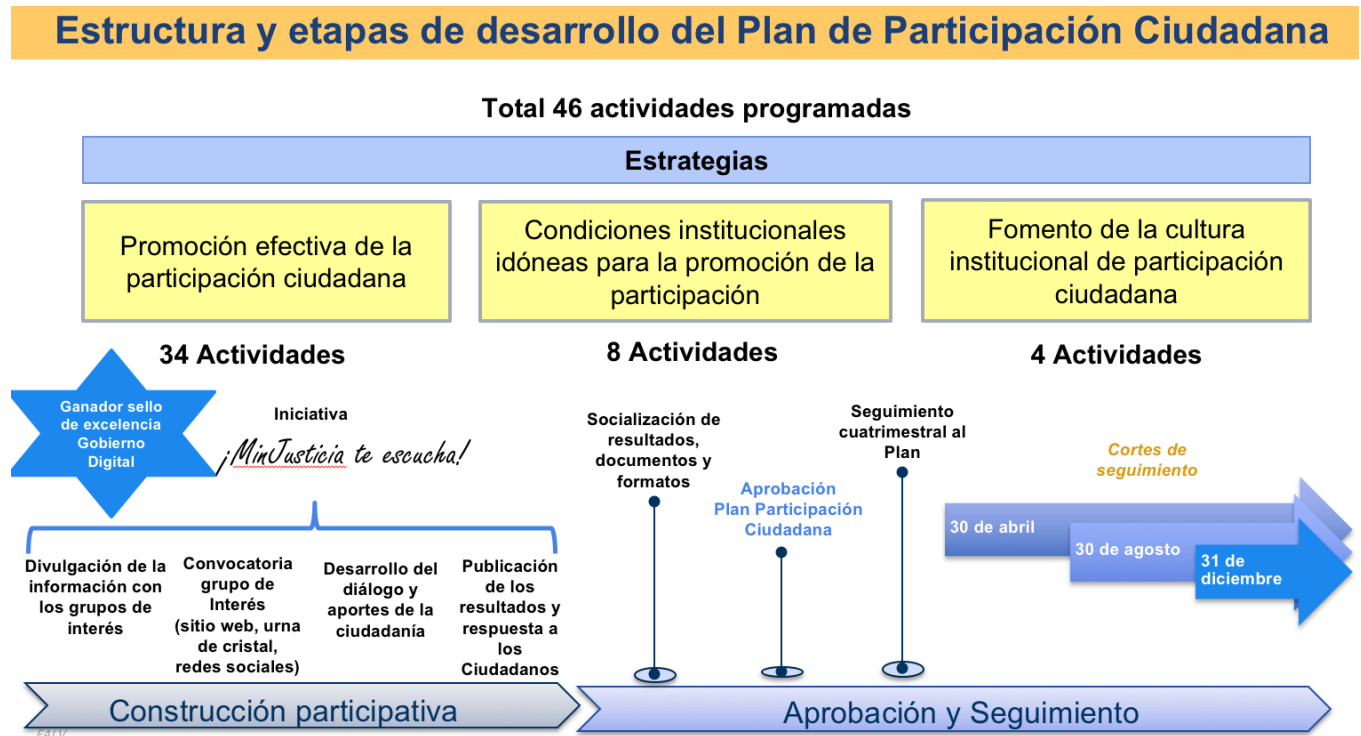 Estructura y etapas de desarrollo del Plan de Participación Ciudadana
Total 46 actividades programadas
Estrategias
Promoción efectiva de la
participación ciudadana
Condiciones institucionales
idóneas para la promoción de la
participación
Fomento de la cultura
institucional de participación
ciudadana
34 Actividades
8 Actividades
4 Actividades
Ganador sello
de excelencia
Gobierno
Digital
Iniciativa
¡MinJusticia te escucha!
Divulgación de la
información con
los grupos de
interés
Convocatoria
grupo de
Interés
(sitio web, urna
de cristal,
redes sociales)
Desarrollo del
diálogo y
aportes de la
ciudadanía
Publicación
de los
resultados y
respuesta a
los
Ciudadanos
Socialización de
resultados,
documentos y
formatos
Aprobación
Plan Participación
Ciudadana
Seguimiento
cuatrimestral al
Plan
Cortes de
seguimiento
30 de abril
30 de agosto
31 de
diciembre
Construcción participativa
Aprobación y Seguimiento